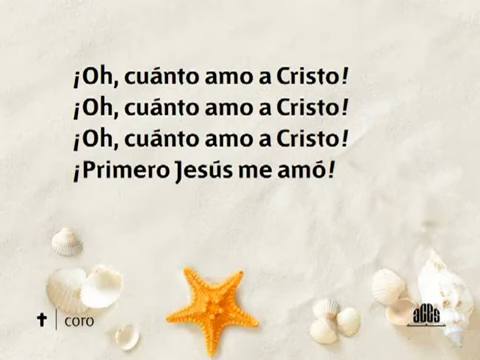 ¡Oh, cuánto amo a Cristo!
¡Oh, cuánto amo a Cristo!
¡Oh, cuánto amo a Cristo!
¡Primero Jesús me amó!
coro
aces